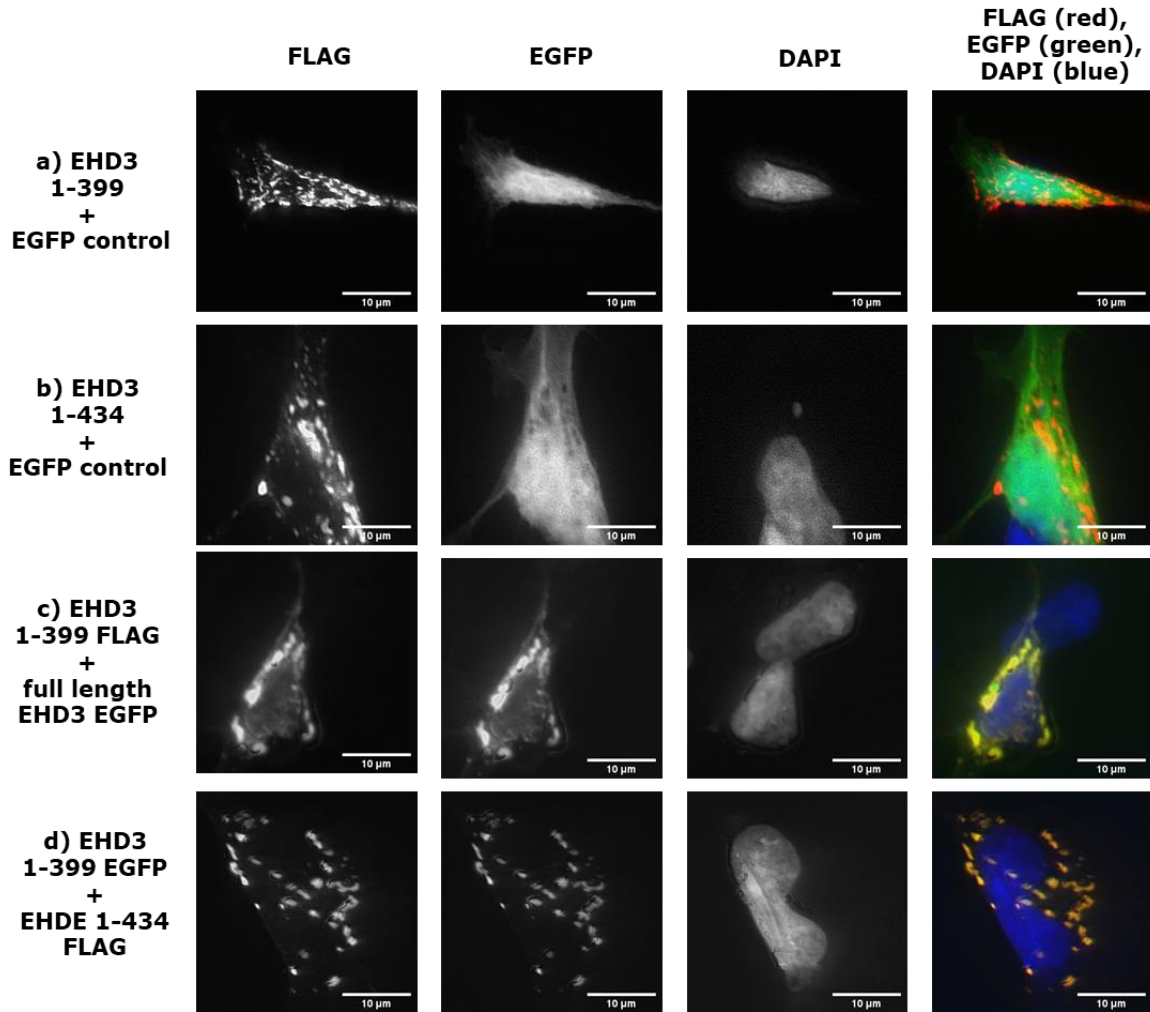 FLAG
EGFP
DAPI
FLAG (red),
EGFP (green),
DAPI (blue)
a) EHD3
1-399
+
EGFP control
10 µm
10 µm
10 µm
10 µm
b) EHD3
1-434
+
EGFP control
10 µm
10 µm
10 µm
10 µm
c) EHD3
1-399 FLAG
+
full length
EHD3 EGFP
10 µm
10 µm
10 µm
10 µm
d) EHD3
1-399 EGFP
+
EHDE 1-434
FLAG
10 µm
10 µm
10 µm
10 µm